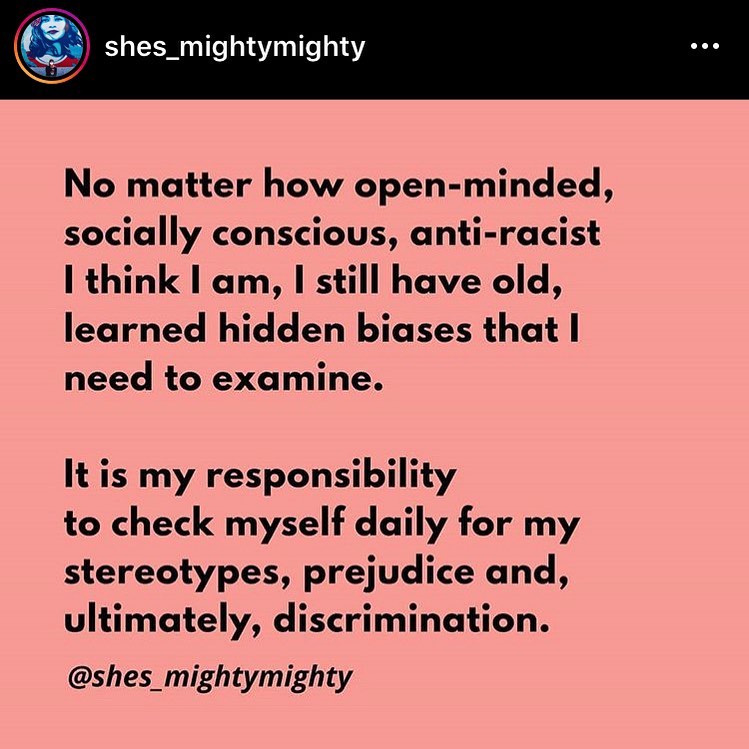 shes_mightymighty
No matter how open-minded,
socially conscious, anti-racist
I think I am, I still have old,
learned hidden biases that I
need to examine.
It is my responsibility
to check myself daily for my
stereotypes, prejudice and,
ultimately, discrimination.
@shes_mightymighty